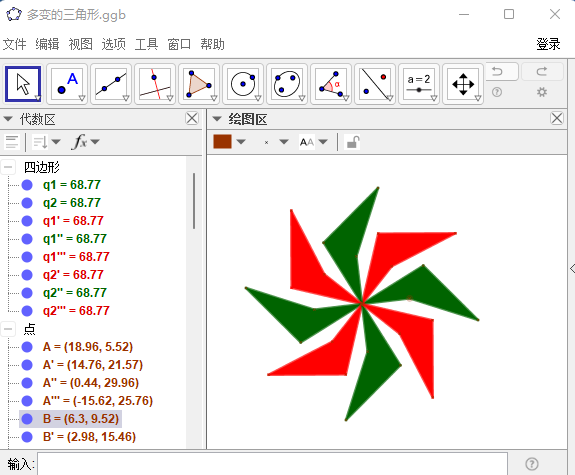 多变的三角形.ggb
文件 编辑 视图 选项 工具 窗口 帮助 登录
A α a = 2
代数区 绘图区
fx AA
四边形
q1 = 68.77
q2 = 68.77
q1' = 68.77
q1'' = 68.77
q1''' = 68.77
q2' = 68.77
q2'' = 68.77
q2''' = 68.77
点
A = (18.96, 5.52)
A' = (14.76, 21.57)
A'' = (0.44, 29.96)
A''' = (-15.62, 25.76)
B = (6.3, 9.52)
B' = (2.98, 15.46)
输入: